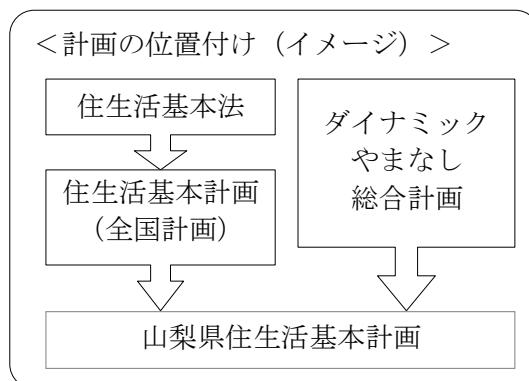 ＜計画の位置付け（イメージ）＞
住生活基本法
住生活基本計画
（全国計画）
ダイナミック
やまなし
総合計画
山梨県住生活基本計画